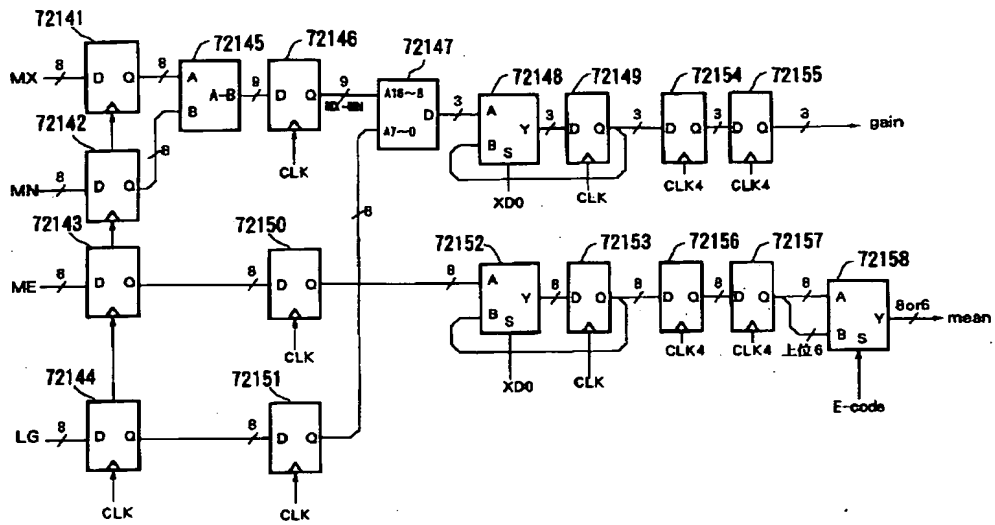 72141
72145
72146
72147
MX 8 D Q 8 A A-B B 9 D Q 9 MX-MN A16~8 A7~0 D 3
CLK
72142
MN 8 D Q 8
72148
72149
72154
72155
A B S Y 3 D Q 3 D Q 3 D Q 3 gain
XD0
CLK
CLK4
CLK4
72143
72150
ME 8 D Q 8 D Q 8
CLK
8
72152
72153
72156
72157
72158
A B S Y 8 D Q 8 D Q 8 D Q 8 A B S Y 8or6 mean
上位6
XD0
CLK
CLK4
CLK4
E-code
72144
72151
LG 8 D Q 8 D Q
CLK
CLK